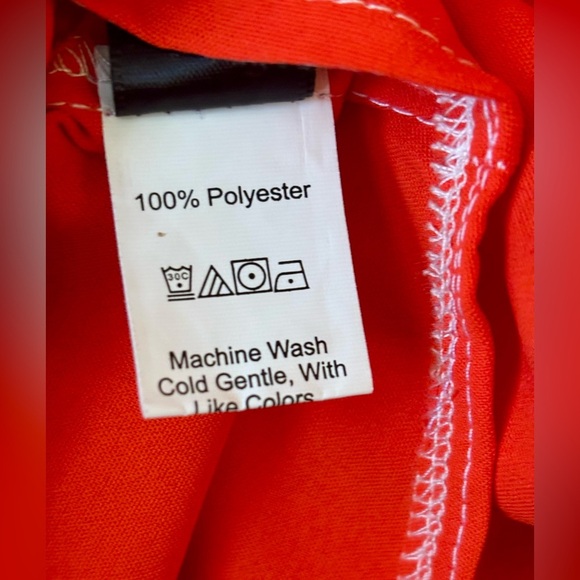 100% Polyester
30C
Machine Wash
Cold Gentle, With
Like Colors